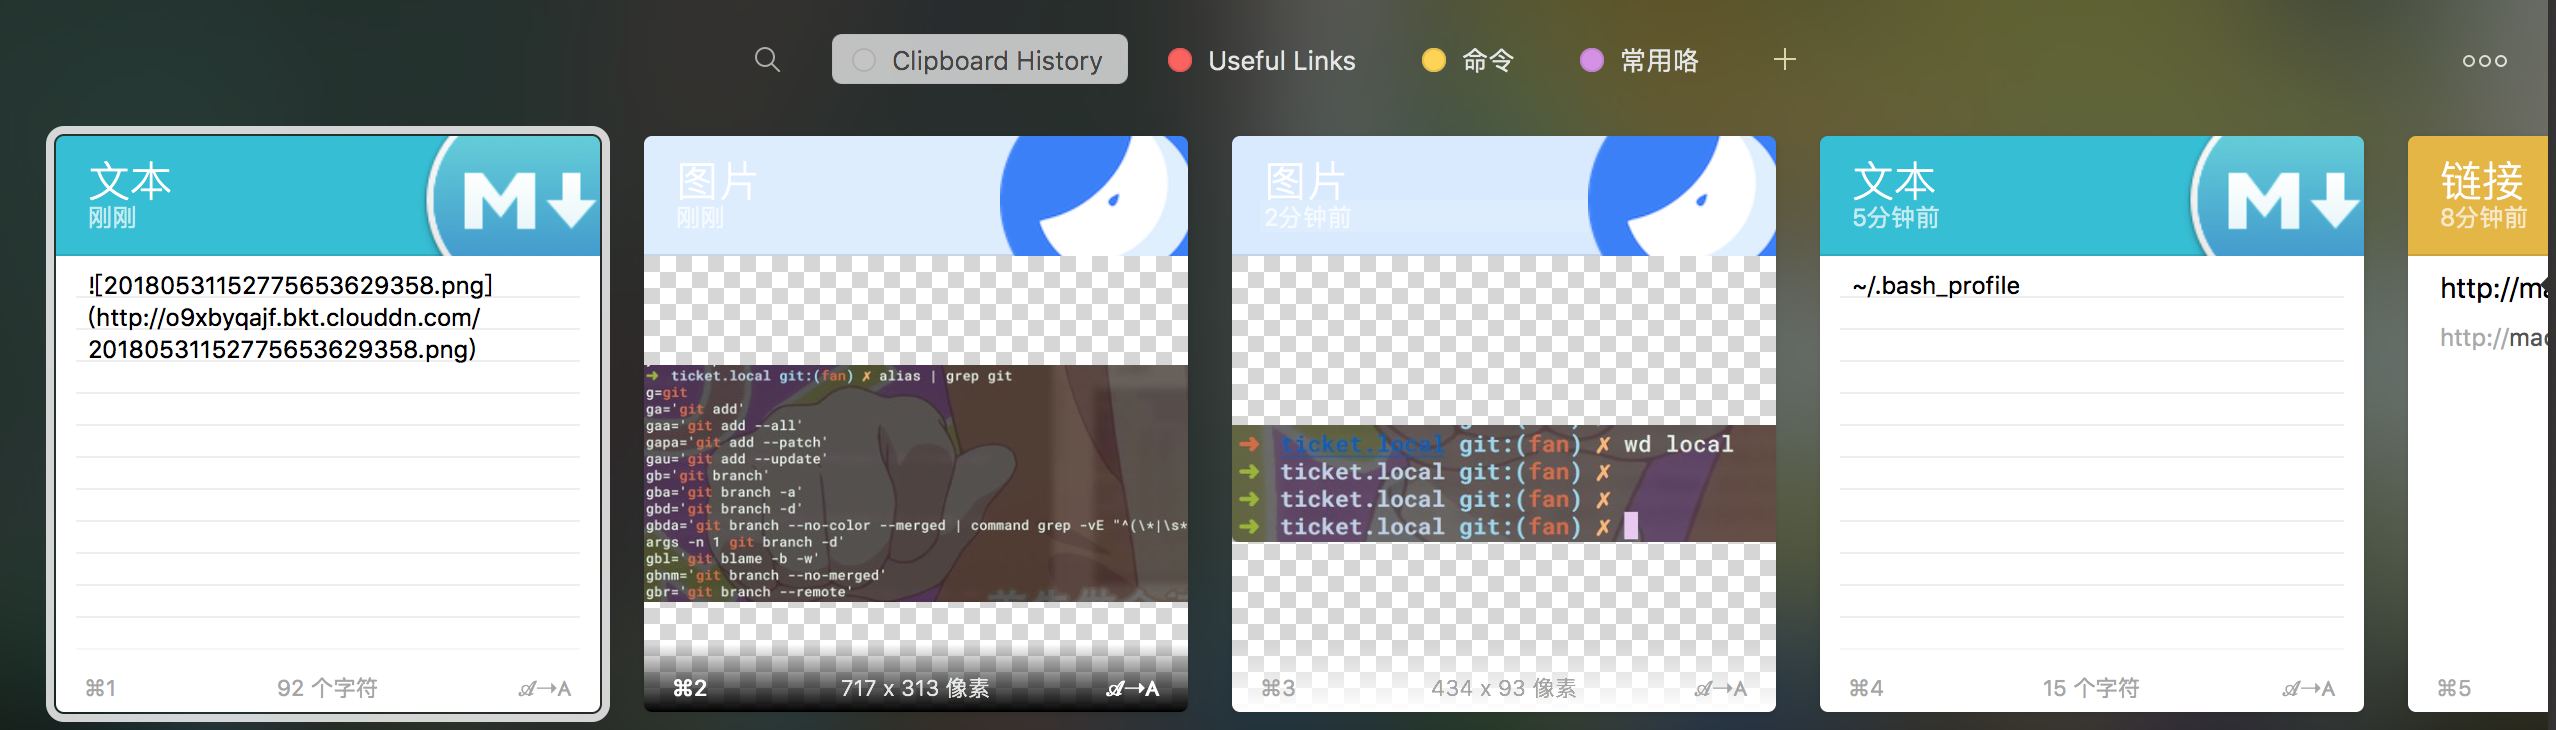 Clipboard History
Useful Links
命令
常用咯
文本
刚刚
M
![20180531152775653629358.png]
(http://o9xbyqajf.bkt.clouddn.com/
20180531152775653629358.png)
⌘1
92 个字符
A→A
图片
刚刚
➜ ticket.local git:(fan) ✗ alias | grep git
g=git
ga='git add'
gaa='git add --all'
gapa='git add --patch'
gau='git add --update'
gb='git branch'
gba='git branch -a'
gbd='git branch -d'
gbda='git branch --no-color --merged | command grep -vE "^(\*|\s*
args -n 1 git branch -d'
gbl='git blame -b -w'
gbnm='git branch --no-merged'
gbr='git branch --remote'
⌘2
717 x 313 像素
A→A
图片
2分钟前
➜ ticket.local git:(fan) ✗ wd local
➜ ticket.local git:(fan) ✗
➜ ticket.local git:(fan) ✗
➜ ticket.local git:(fan) ✗
⌘3
434 x 93 像素
A→A
文本
5分钟前
M
~/.bash_profile
⌘4
15 个字符
A→A
链接
8分钟前
http://ma
http://mac
⌘5